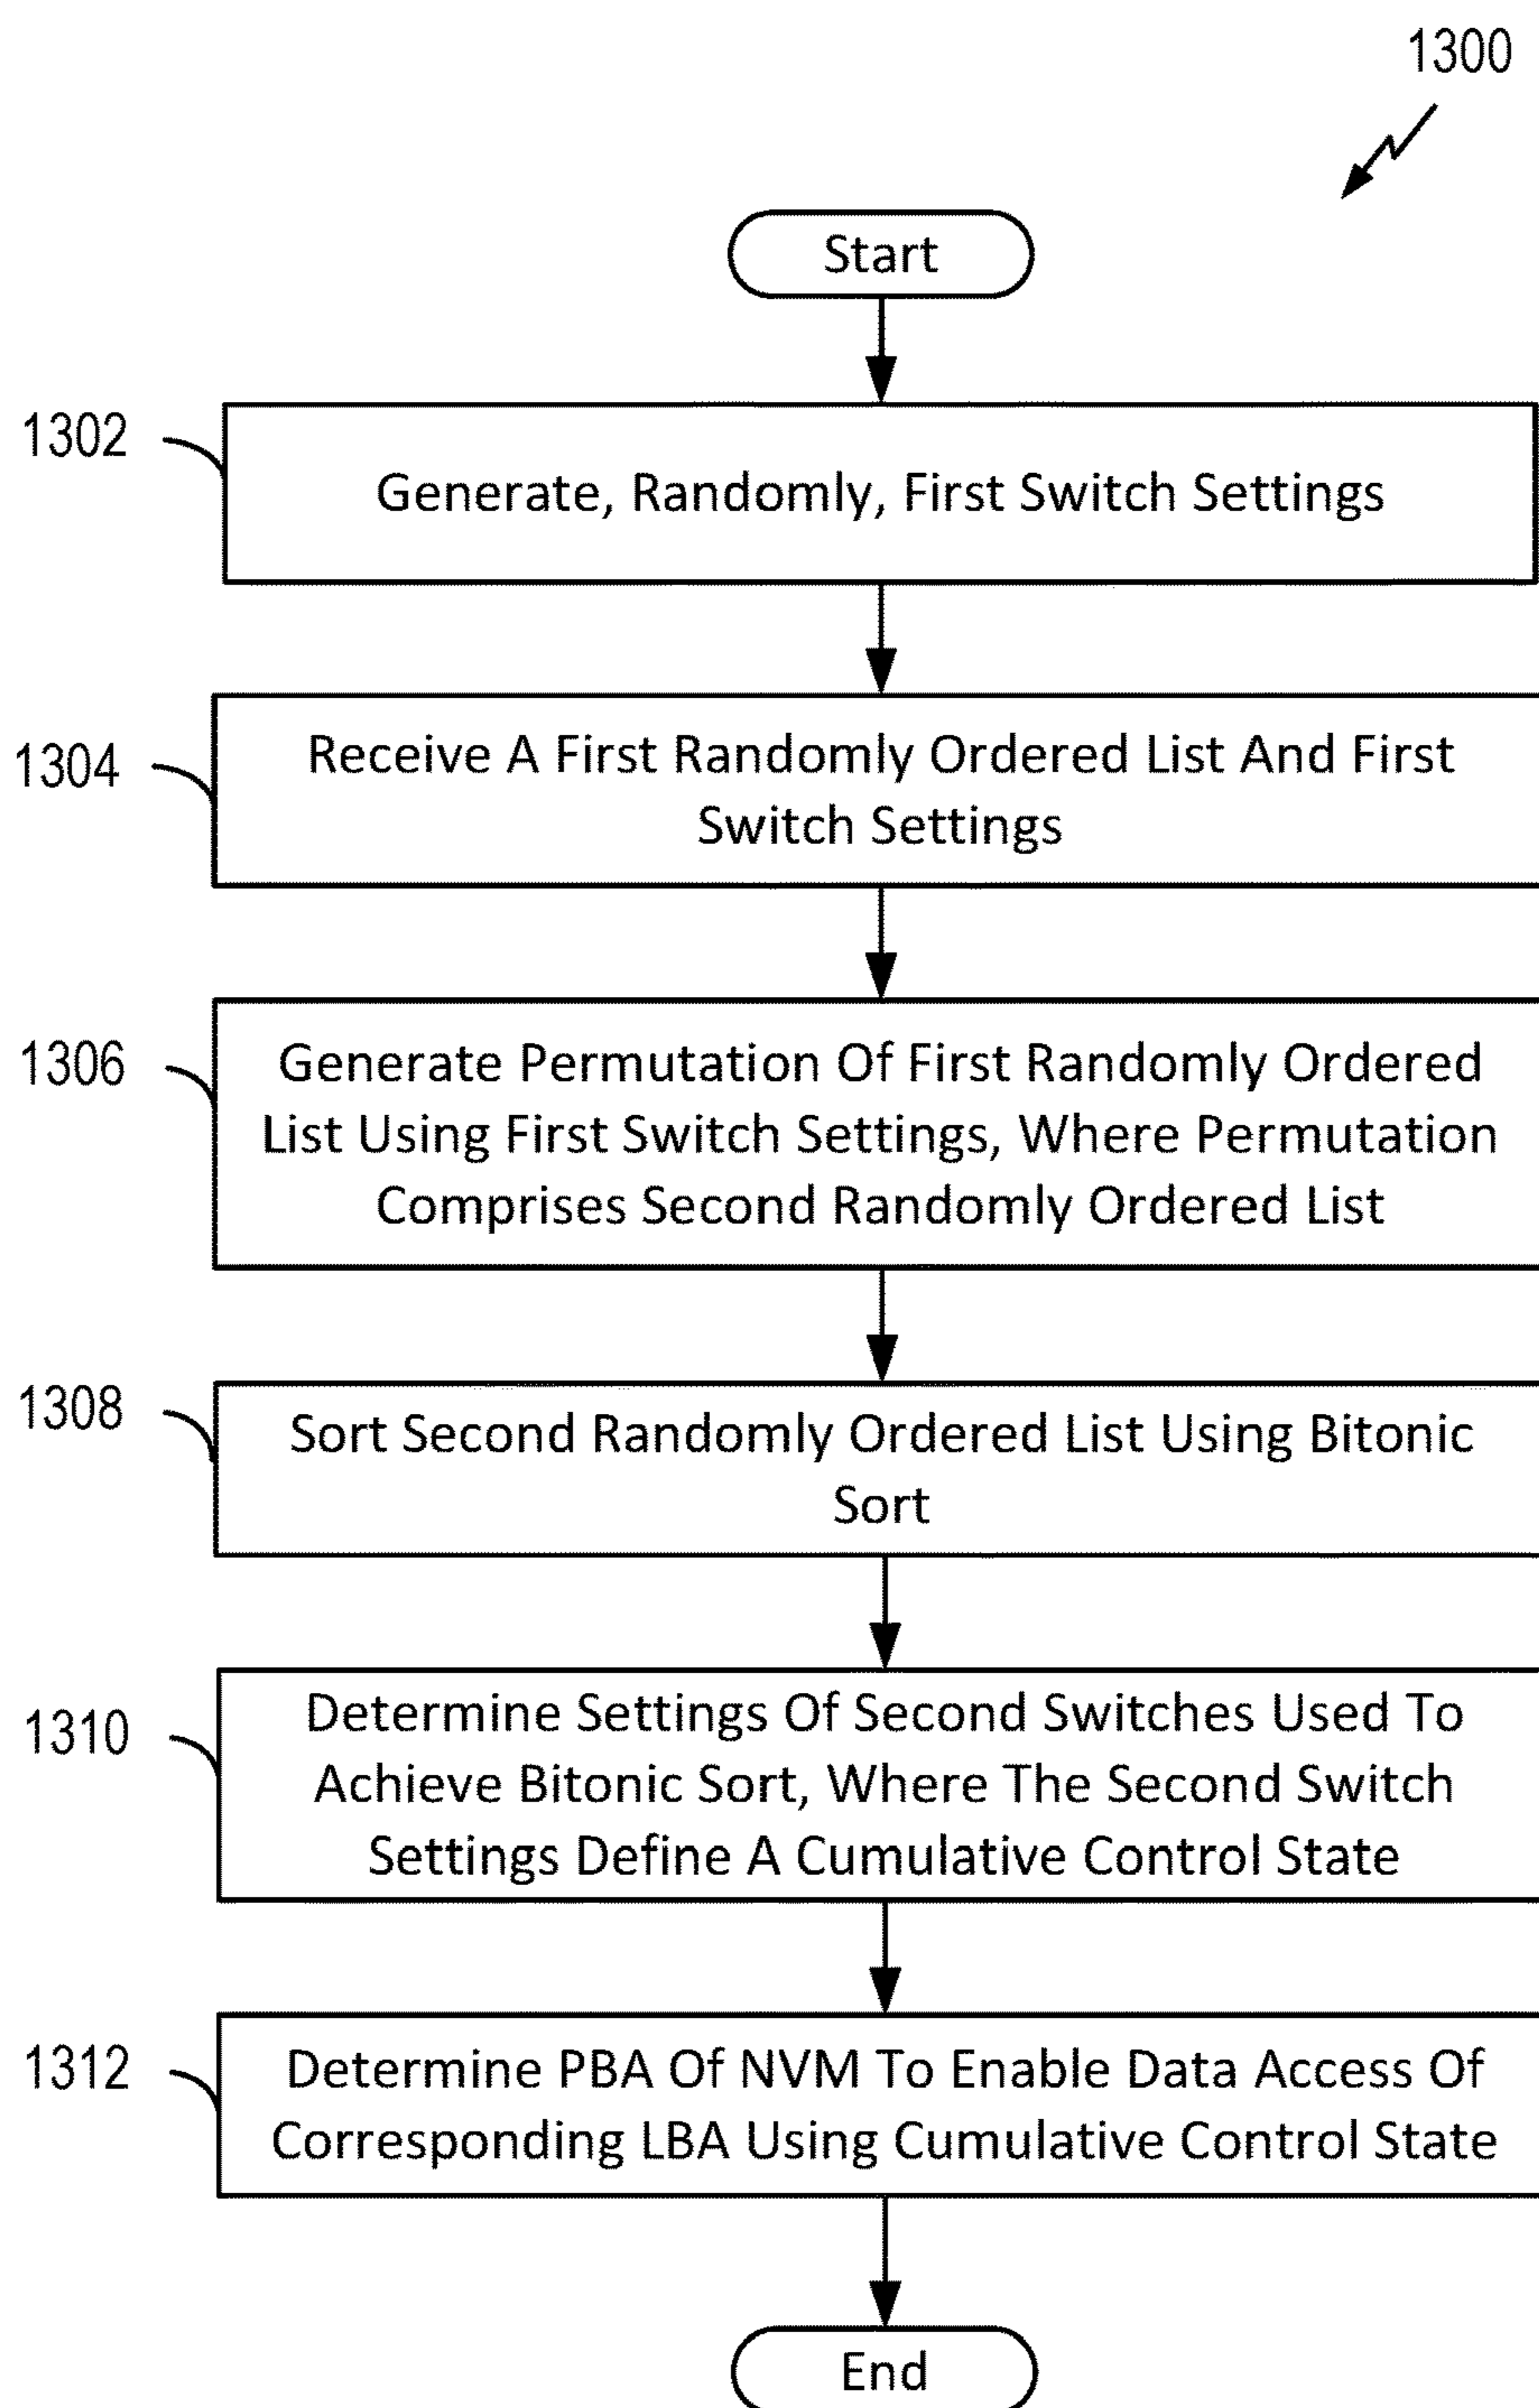 1300
Start
1302
Generate, Randomly, First Switch Settings
1304
Receive A First Randomly Ordered List And First
Switch Settings
1306
Generate Permutation Of First Randomly Ordered
List Using First Switch Settings, Where Permutation
Comprises Second Randomly Ordered List
1308
Sort Second Randomly Ordered List Using Bitonic
Sort
1310
Determine Settings Of Second Switches Used To
Achieve Bitonic Sort, Where The Second Switch
Settings Define A Cumulative Control State
1312
Determine PBA Of NVM To Enable Data Access Of
Corresponding LBA Using Cumulative Control State
End